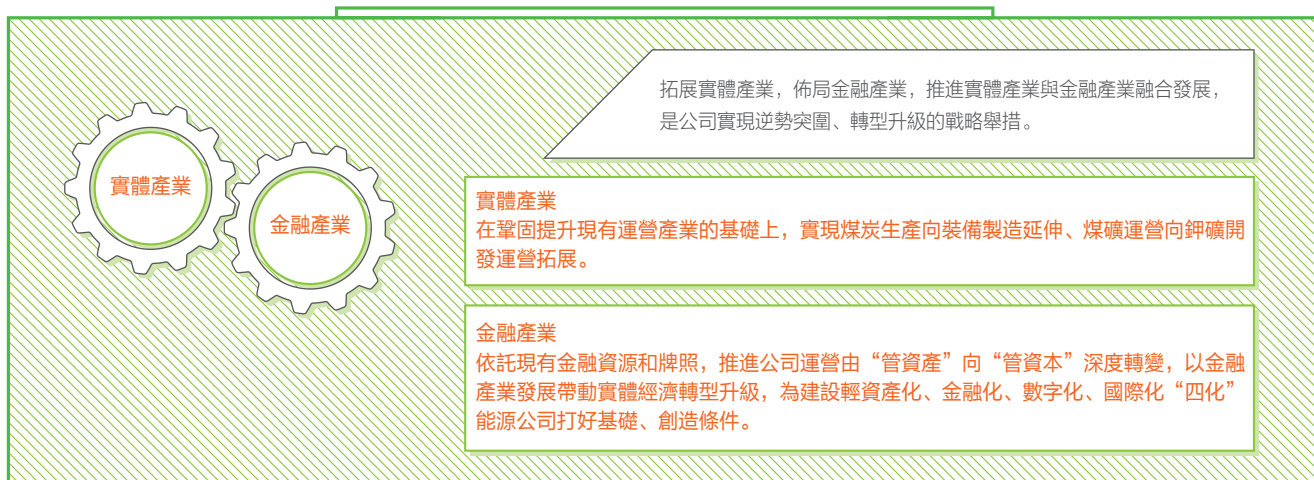 拓展實體產業，佈局金融產業，推進實體產業與金融產業融合發展，
是公司實現逆勢突圍、轉型升級的戰略舉措。
實體產業
金融產業
實體產業
在鞏固提升現有運營產業的基礎上，實現煤炭生產向裝備製造延伸、煤礦運營向鉀礦開
發運營拓展。
金融產業
依託現有金融資源和牌照，推進公司運營由“管資產”向“管資本”深度轉變，以金融
產業發展帶動實體經濟轉型升級，為建設輕資產化、金融化、數字化、國際化“四化”
能源公司打好基礎、創造條件。